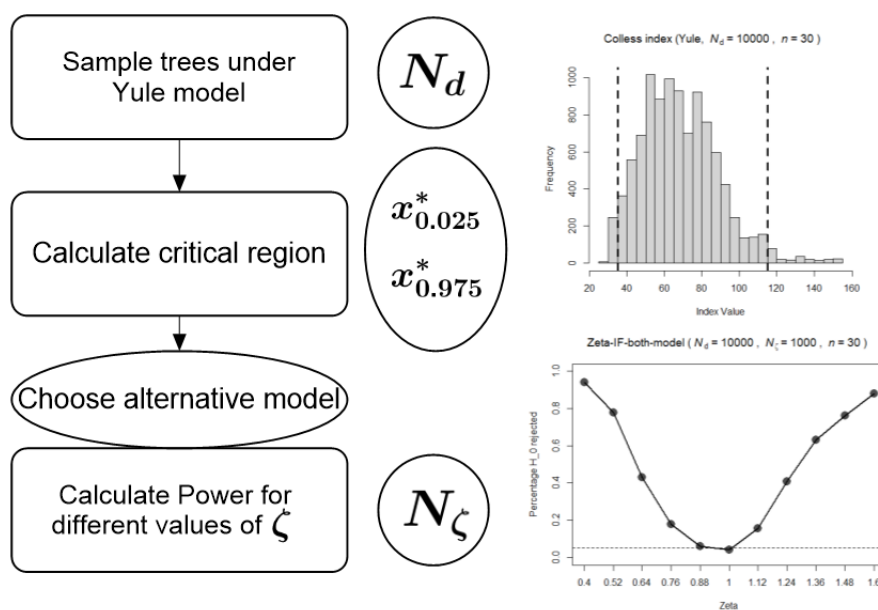 Sample trees under
Yule model
N_d
Calculate critical region
x*_{0.025}
x*_{0.975}
Choose alternative model
Calculate Power for
different values of ζ
N_ζ
Colless index (Yule, N_d = 10000 , n = 30 )
Frequency
1000
800
600
400
200
0
20 40 60 80 100 120 140 160
Index Value
Zeta-IF-both-model ( N_d = 10000 , N_ζ = 1000 , n = 30 )
Percentage H_0 rejected
1.0
0.8
0.6
0.4
0.2
0.0
0.4 0.52 0.64 0.76 0.88 1 1.12 1.24 1.36 1.48 1.6
Zeta